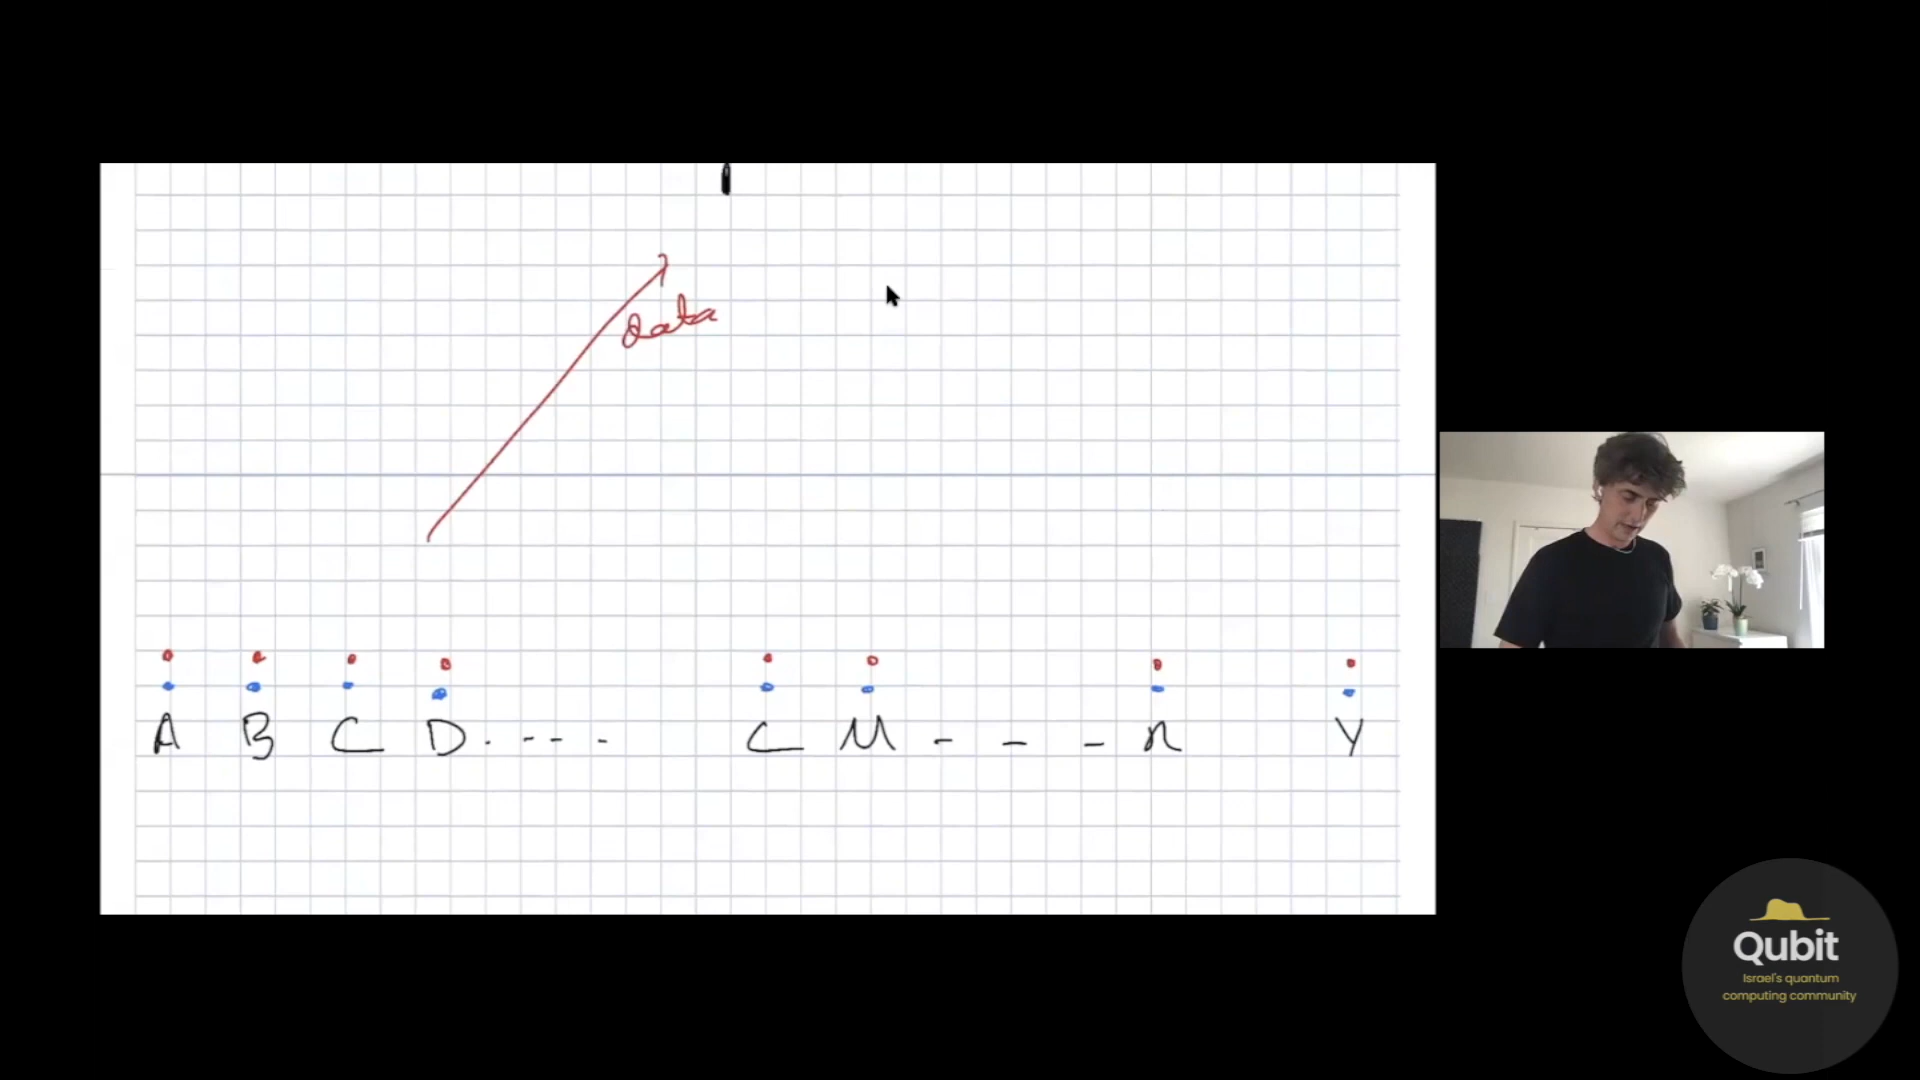 data
A B C D . - - - - C M - - - n Y
Qubit
Israel's quantum
computing community